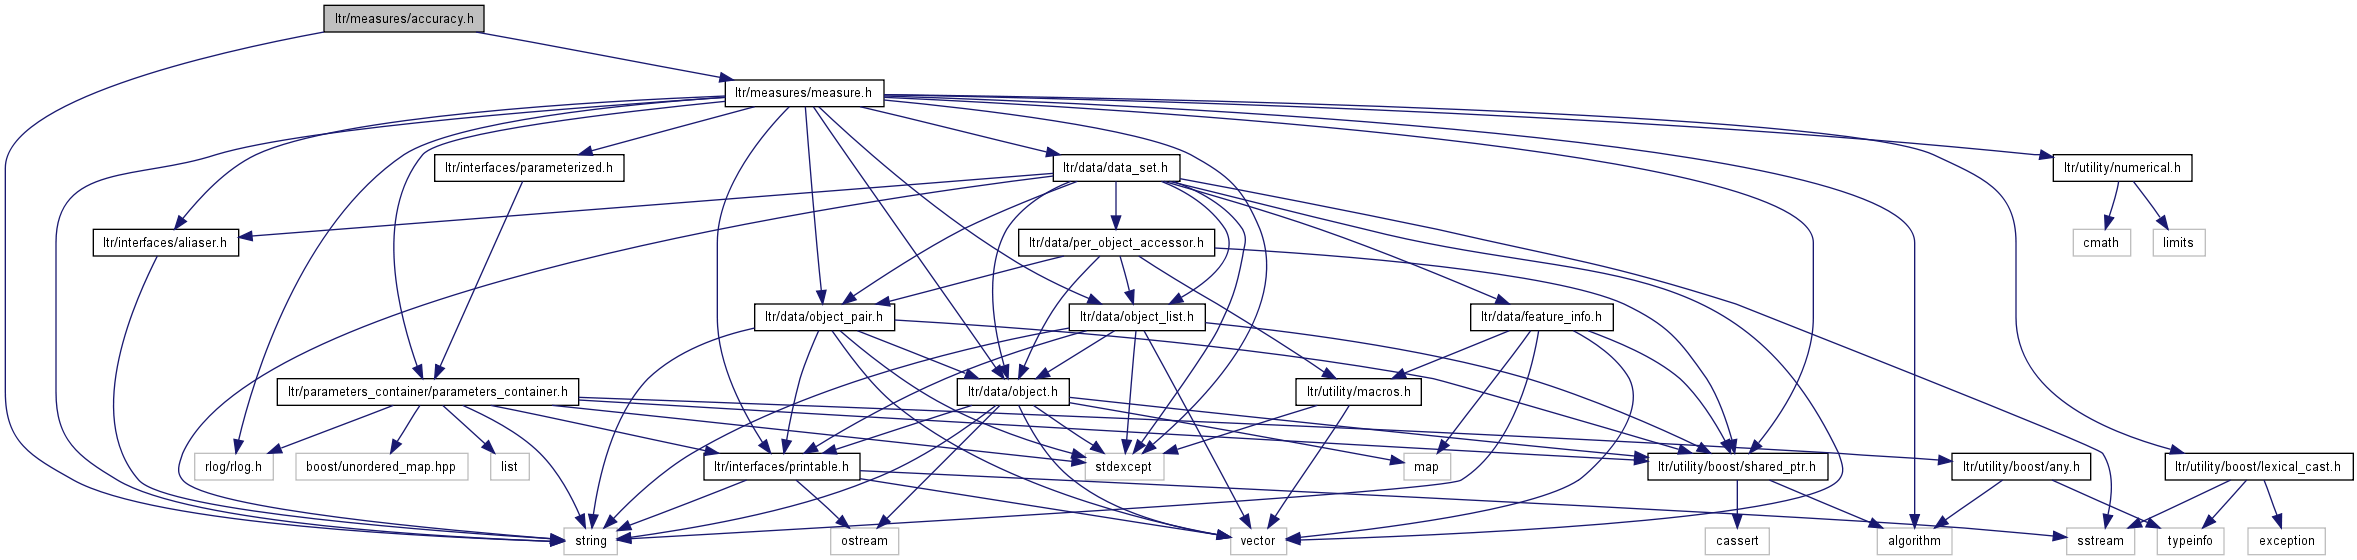 ltr/measures/accuracy.h
ltr/measures/measure.h
ltr/interfaces/parameterized.h
ltr/data/data_set.h
ltr/utility/numerical.h
ltr/interfaces/aliaser.h
ltr/data/per_object_accessor.h
cmath
limits
ltr/data/object_pair.h
ltr/data/object_list.h
ltr/data/feature_info.h
ltr/parameters_container/parameters_container.h
ltr/data/object.h
ltr/utility/macros.h
rlog/rlog.h
boost/unordered_map.hpp
list
ltr/interfaces/printable.h
stdexcept
map
ltr/utility/boost/shared_ptr.h
ltr/utility/boost/any.h
ltr/utility/boost/lexical_cast.h
string
ostream
vector
cassert
algorithm
sstream
typeinfo
exception